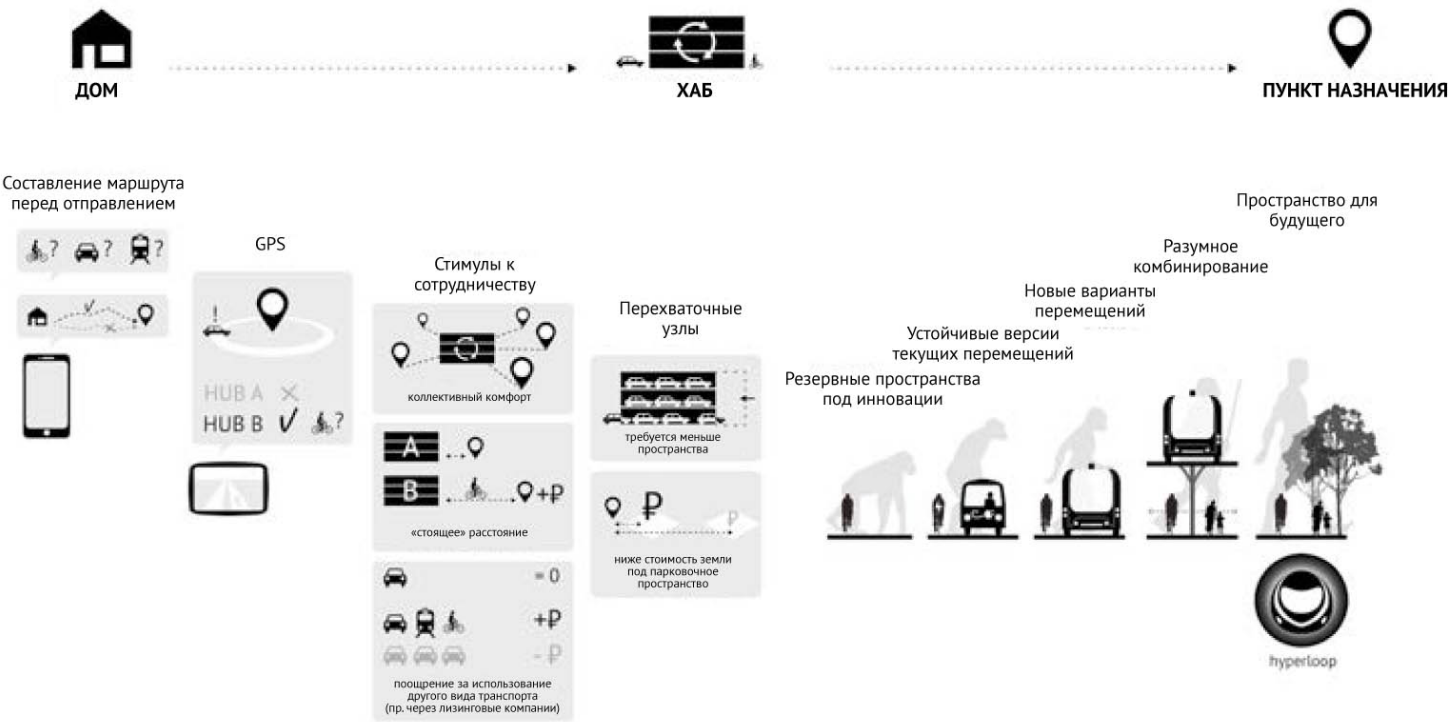 ДОМ
ХАБ
ПУНКТ НАЗНАЧЕНИЯ
Составление маршрута
перед отправлением
? ? ?
GPS
!
HUB A
HUB B ?
Стимулы к
сотрудничеству
коллективный комфорт
A
B +₽
«стоящее» расстояние
= 0
+₽
- ₽
поощрение за использование
другого вида транспорта
(пр. через лизинговые компании)
Перехваточные
узлы
требуется меньше
пространства
₽ ₽
ниже стоимость земли
под парковочное
пространство
Резервные пространства
под инновации
Устойчивые версии
текущих перемещений
Новые варианты
перемещений
Разумное
комбинирование
Пространство для
будущего
hyperloop